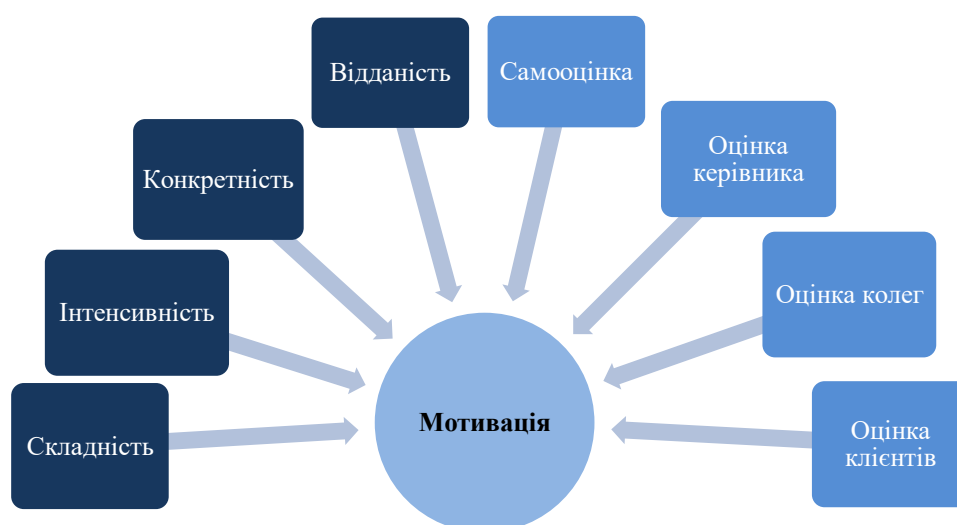 Відданість
Самооцінка
Конкретність
Оцінка
керівника
Інтенсивність
Оцінка колег
Складність
Мотивація
Оцінка
клієнтів